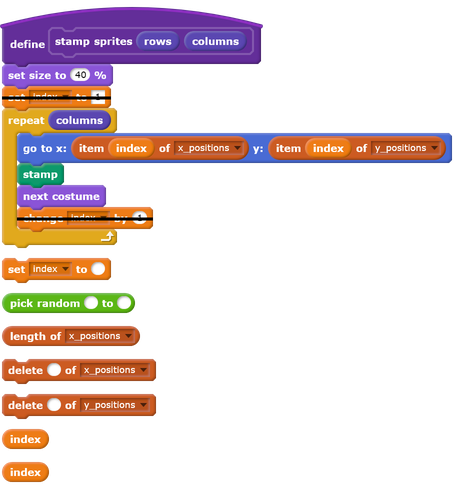 define stamp sprites rows columns
set size to 40 %
set index to 1
repeat columns
go to x: item index of x_positions y: item index of y_positions
stamp
next costume
change index by 1
set index to
pick random to
length of x_positions
delete of x_positions
delete of y_positions
index
index